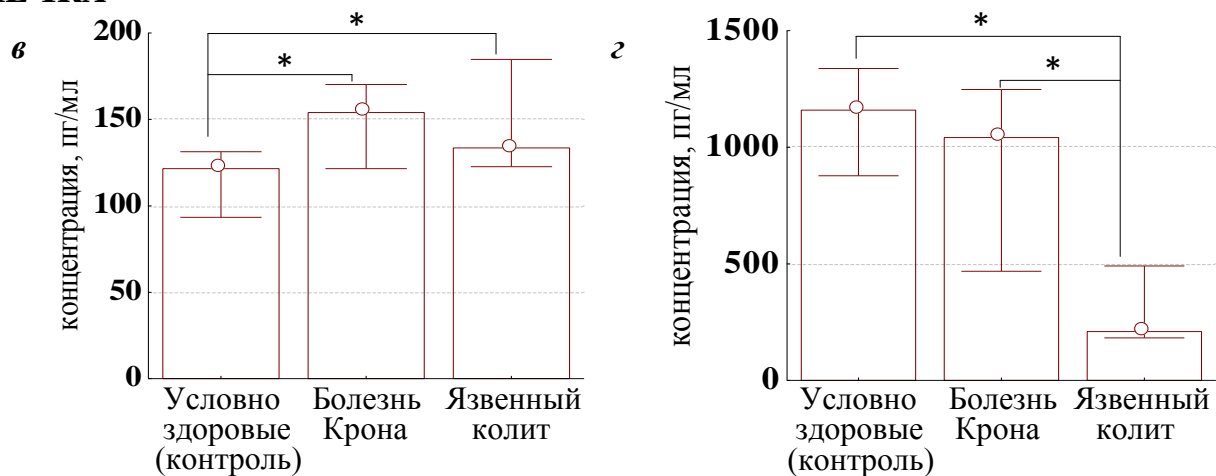 в
концентрация, пг/мл
200
150
100
50
0
*
*
Условно
здоровые
(контроль)
Болезнь
Крона
Язвенный
колит
г
концентрация, пг/мл
1500
1000
500
0
*
*
Условно
здоровые
(контроль)
Болезнь
Крона
Язвенный
колит